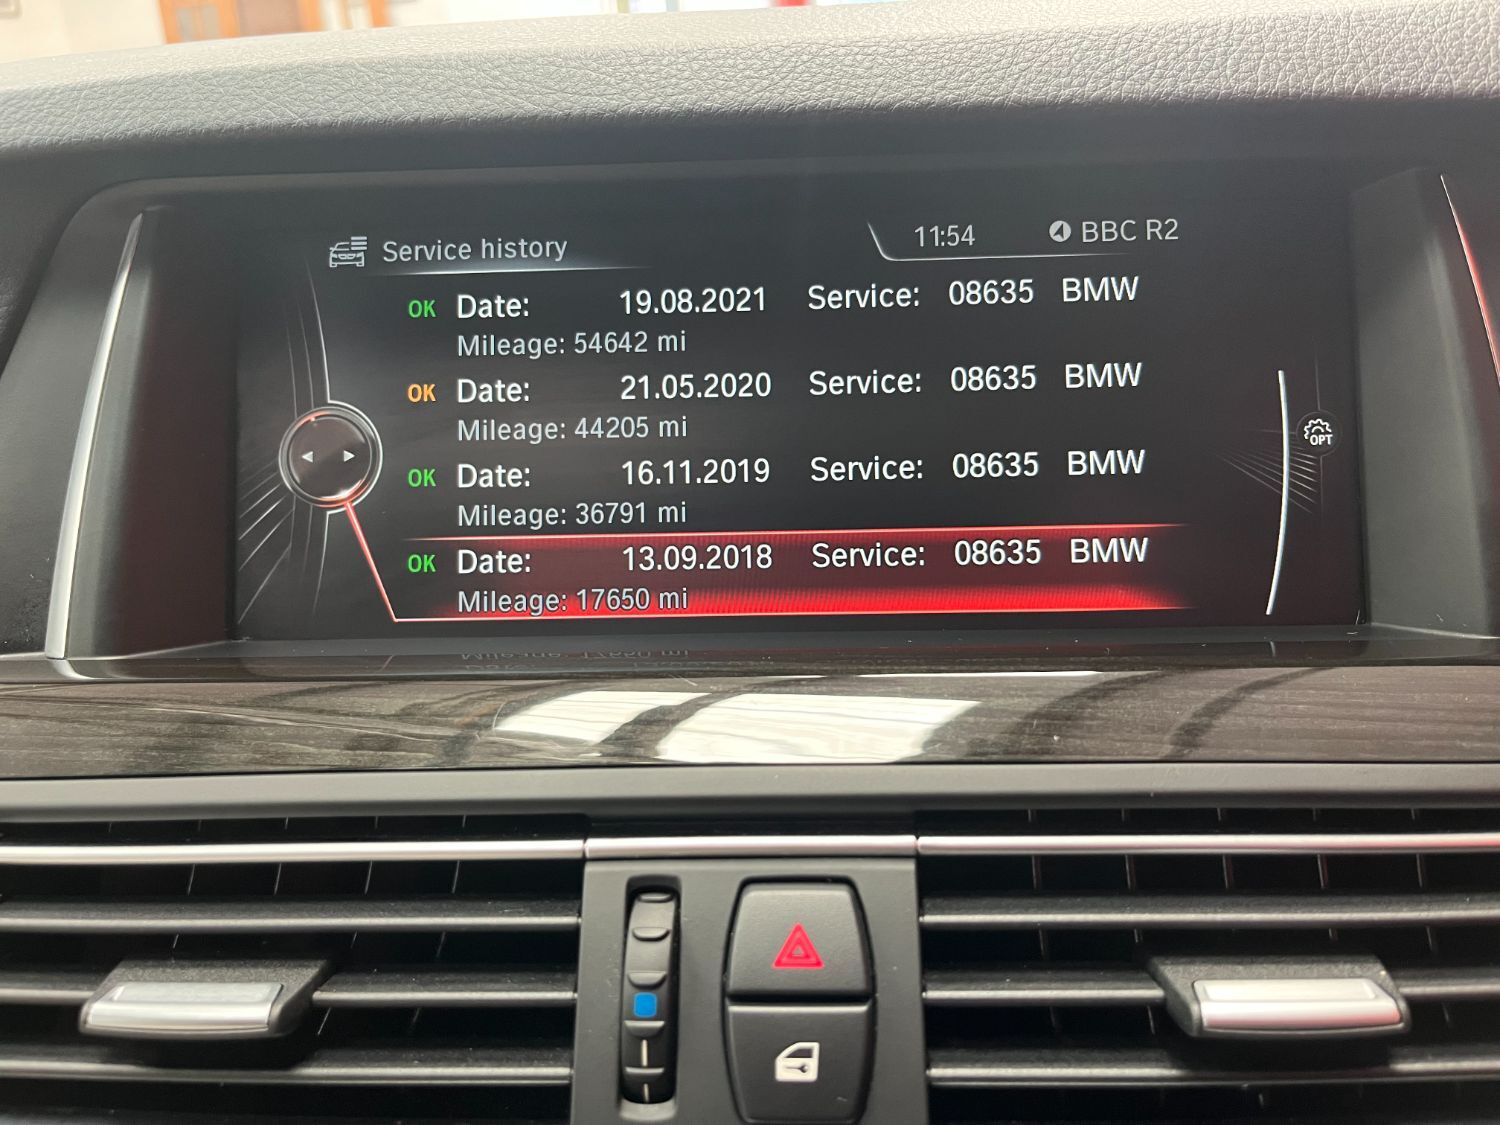 Service history
11:54 BBC R2
OK Date: 19.08.2021 Service: 08635 BMW
Mileage: 54642 mi
OK Date: 21.05.2020 Service: 08635 BMW
Mileage: 44205 mi
OK Date: 16.11.2019 Service: 08635 BMW
Mileage: 36791 mi
OK Date: 13.09.2018 Service: 08635 BMW
Mileage: 17650 mi
OPT